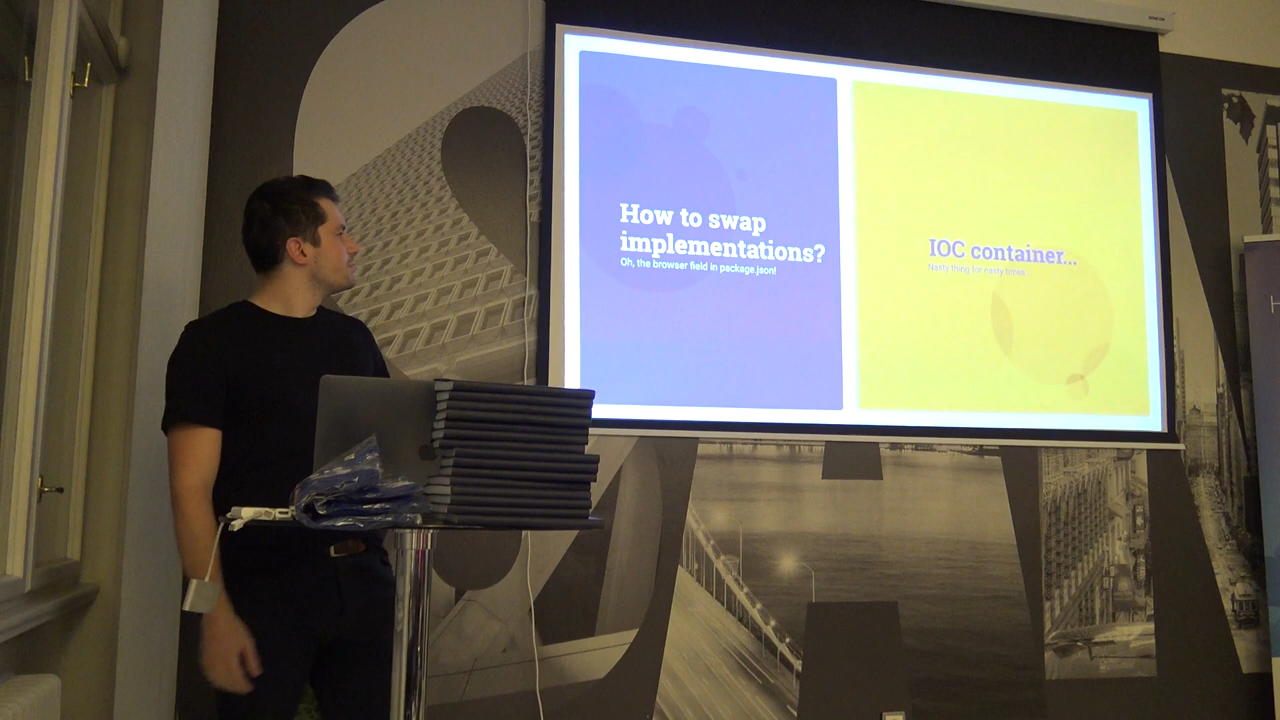 How to swap
implementations?
Oh, the browser field in package.json!
IOC container...
Nasty thing for nasty times...
H